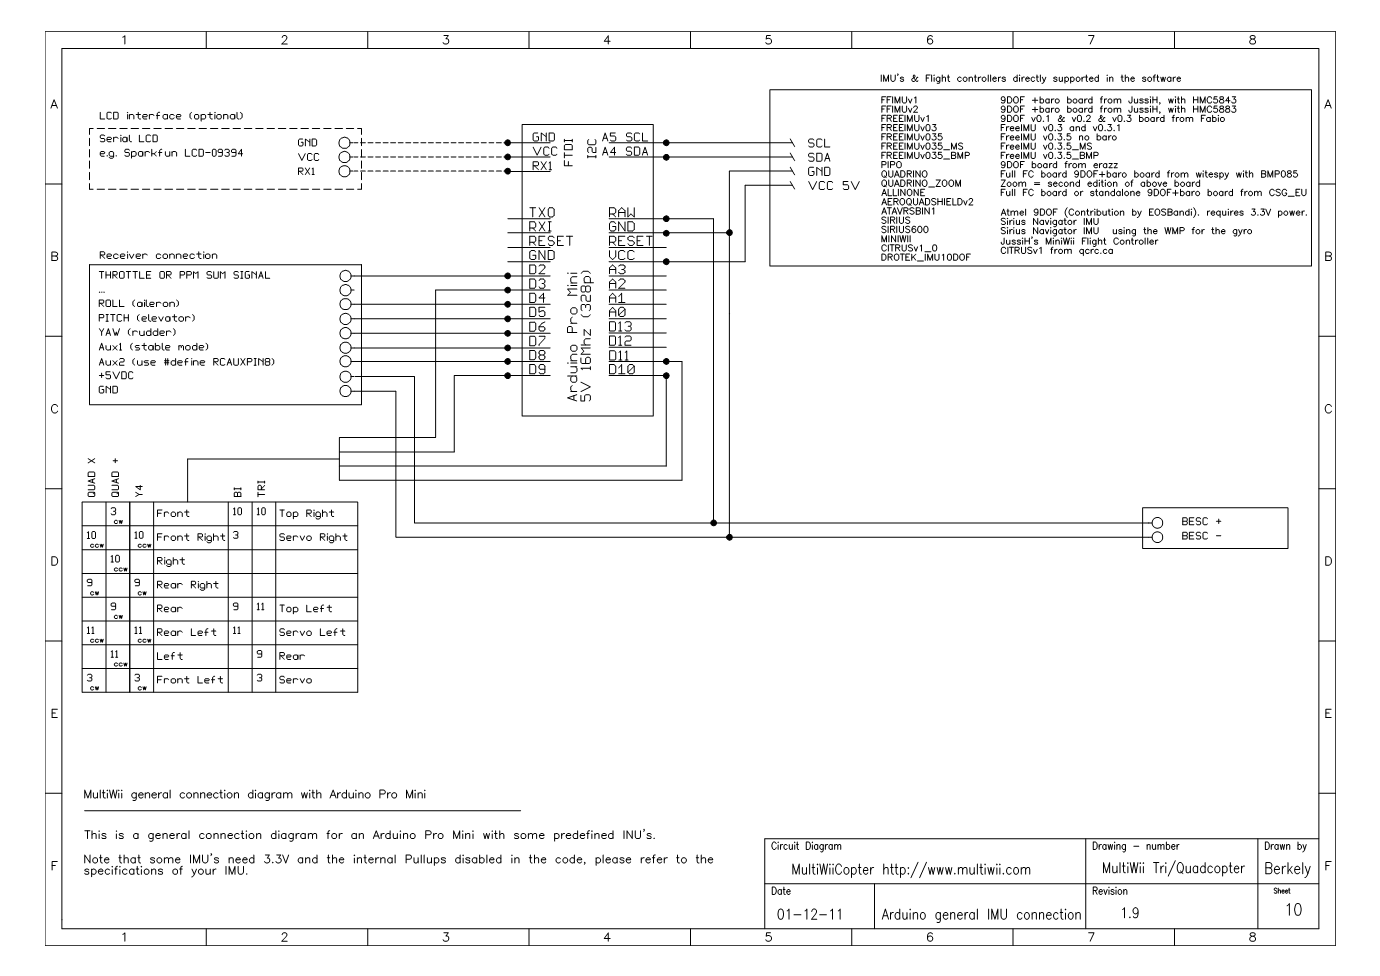 1 2 3 4 5 6 7 8
A
B
C
D
E
F
A
B
C
D
E
F
LCD interface (optional)
Serial LCD
e.g. Sparkfun LCD-09394
GND
VCC
RX1
Receiver connection
THROTTLE OR PPM SUM SIGNAL
...
ROLL (aileron)
PITCH (elevator)
YAW (rudder)
Aux1 (stable mode)
Aux2 (use #define RCAUXPIN8)
+5VDC
GND
GND
VCC
RX1
FTDI
I2C
A5 SCL
A4 SDA
TXO
RXI
RESET
GND
D2
D3
D4
D5
D6
D7
D8
D9
RAW
GND
RESET
VCC
A3
A2
A1
A0
D13
D12
D11
D10
Arduino Pro Mini
5V 16Mhz (328p)
SCL
SDA
GND
VCC 5V
IMU's & Flight controllers directly supported in the software
FFIMUv1 9DOF +baro board from JussiH, with HMC5843
FFIMUv2 9DOF +baro board from JussiH, with HMC5883
FREEIMUv1 9DOF v0.1 & v0.2 & v0.3 board from Fabio
FREEIMUv03 FreeIMU v0.3 and v0.3.1
FREEIMUv035 FreeIMU v0.3.5 no baro
FREEIMUv035_MS FreeIMU v0.3.5_MS
FREEIMUv035_BMP FreeIMU v0.3.5_BMP
PIPO 9DOF board from erazz
QUADRINO Full FC board 9DOF+baro board from witespy with BMP085
QUADRINO_ZOOM Zoom = second edition of above board
ALLINONE Full FC board or standalone 9DOF+baro board from CSG_EU
AEROQUADSHIELDv2
ATAVRSBIN1 Atmel 9DOF (Contribution by EOSBandi). requires 3.3V power.
SIRIUS Sirius Navigator IMU
SIRIUS600 Sirius Navigator IMU using the WMP for the gyro
MINIWII JussiH's MiniWii Flight Controller
CITRUSv1_0 CITRUSv1 from qcrc.ca
DROTEK_IMU10DOF
BESC +
BESC -
QUAD X QUAD + Y4 BI TRI
3 CW Front 10 10 Top Right
10 CCW 10 CCW Front Right 3 Servo Right
10 CCW Right
9 CW 9 CW Rear Right
9 CW Rear 9 11 Top Left
11 CCW 11 CCW Rear Left 11 Servo Left
11 CCW Left 9 Rear
3 CW 3 CW Front Left 3 Servo
MultiWii general connection diagram with Arduino Pro Mini
This is a general connection diagram for an Arduino Pro Mini with some predefined INU's.
Note that some IMU's need 3.3V and the internal Pullups disabled in the code, please refer to the
specifications of your IMU.
Circuit Diagram
MultiWiiCopter http://www.multiwii.com
Drawing - number
MultiWii Tri/Quadcopter
Drawn by
Berkely
Date
01-12-11
Arduino general IMU connection
Revision
1.9
Sheet
10
1 2 3 4 5 6 7 8